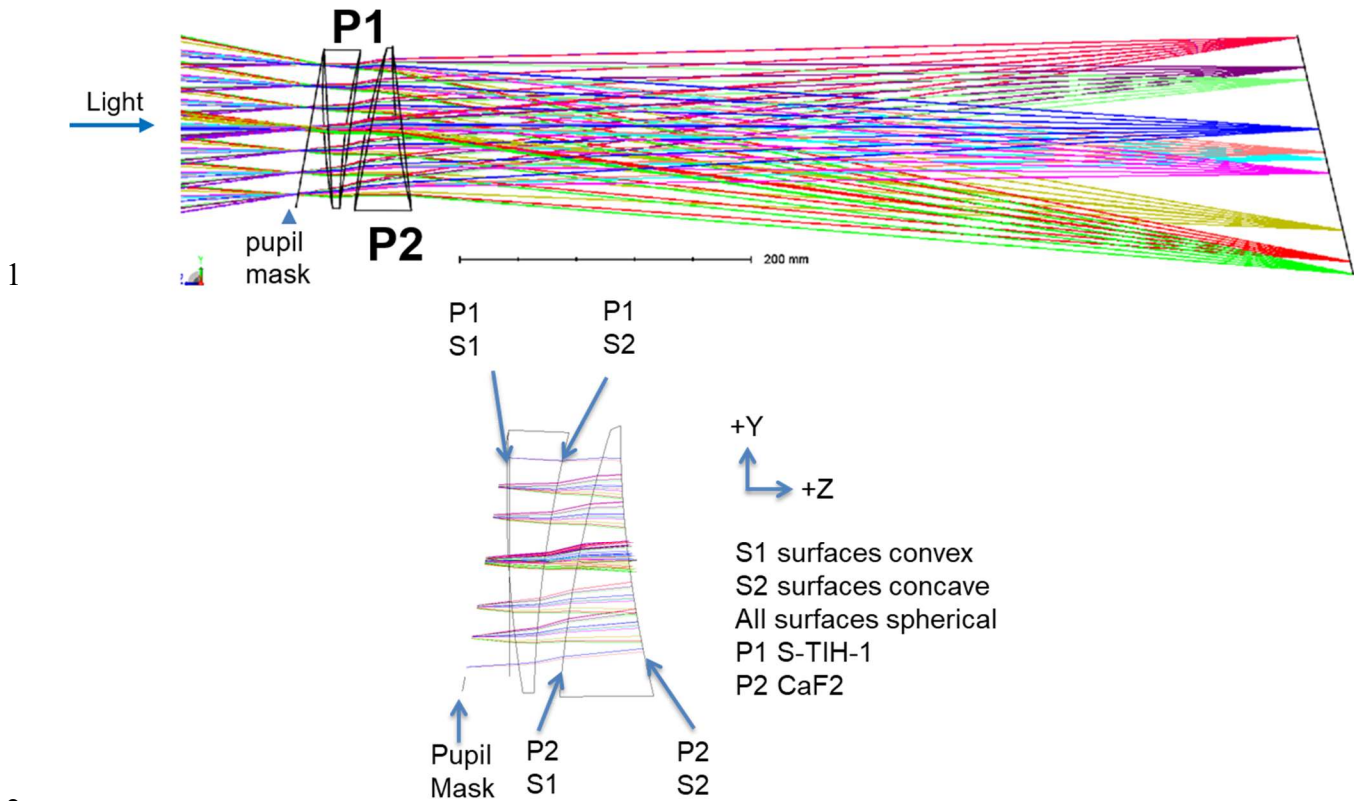 P1
Light
P2
pupil
mask
200 mm
1
P1
S1
P1
S2
+Y
+Z
S1 surfaces convex
S2 surfaces concave
All surfaces spherical
P1 S-TIH-1
P2 CaF2
Pupil
Mask
P2
S1
P2
S2